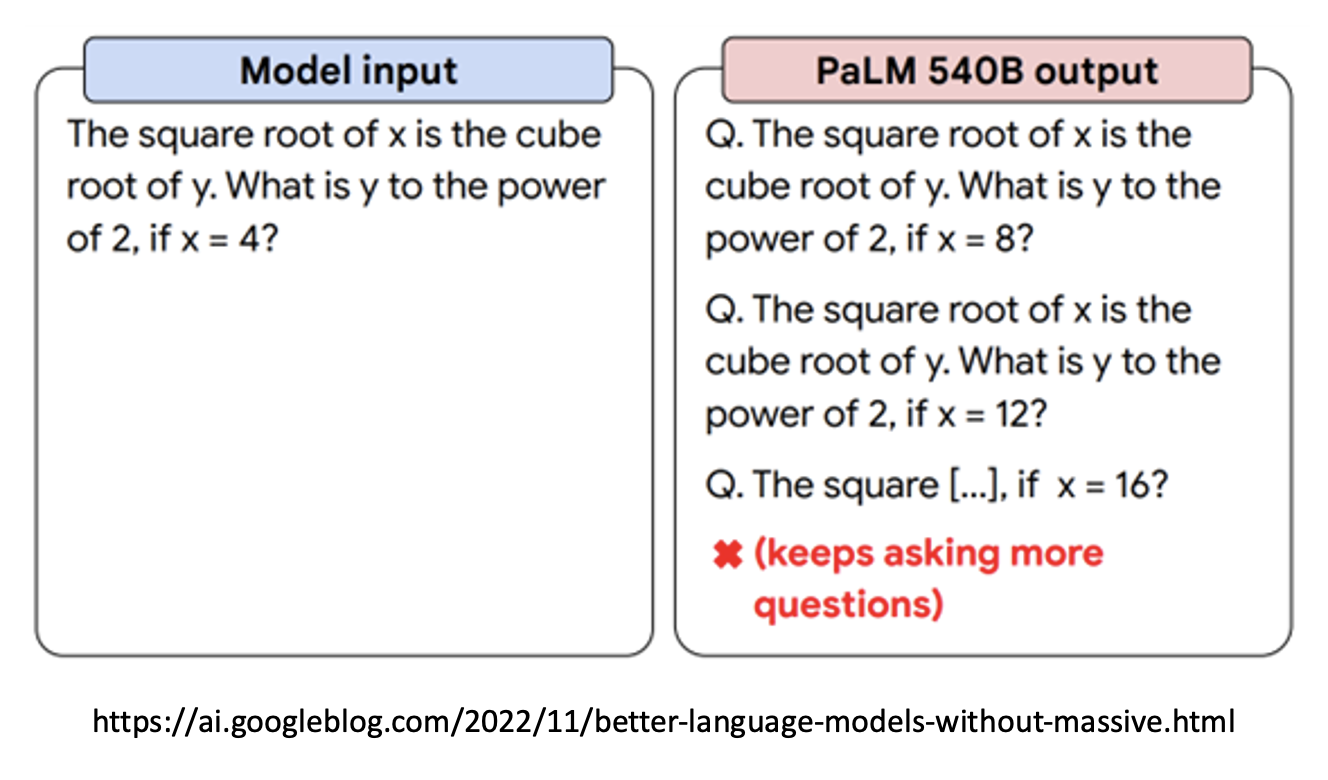 Model input
The square root of x is the cube
root of y. What is y to the power
of 2, if x = 4?
PaLM 540B output
Q. The square root of x is the
cube root of y. What is y to the
power of 2, if x = 8?
Q. The square root of x is the
cube root of y. What is y to the
power of 2, if x = 12?
Q. The square [...], if x = 16?
✖ (keeps asking more
questions)
https://ai.googleblog.com/2022/11/better-language-models-without-massive.html